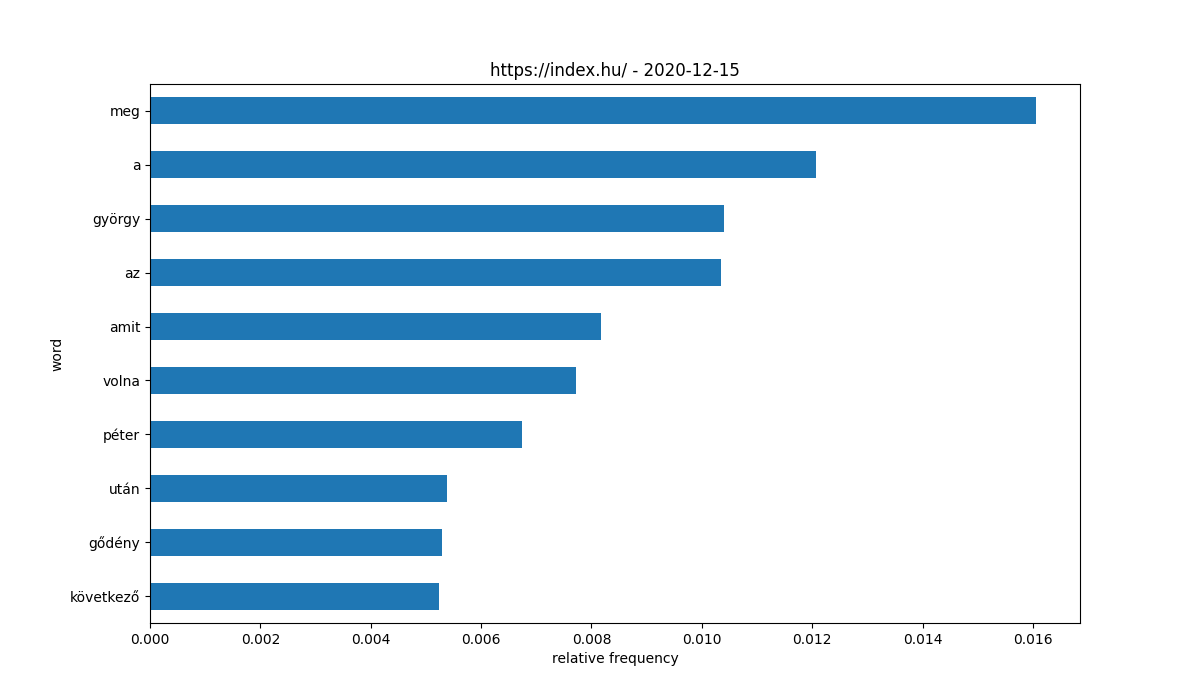 https://index.hu/ - 2020-12-15
word
meg
a
györgy
az
amit
volna
péter
után
gődény
következő
0.000 0.002 0.004 0.006 0.008 0.010 0.012 0.014 0.016
relative frequency